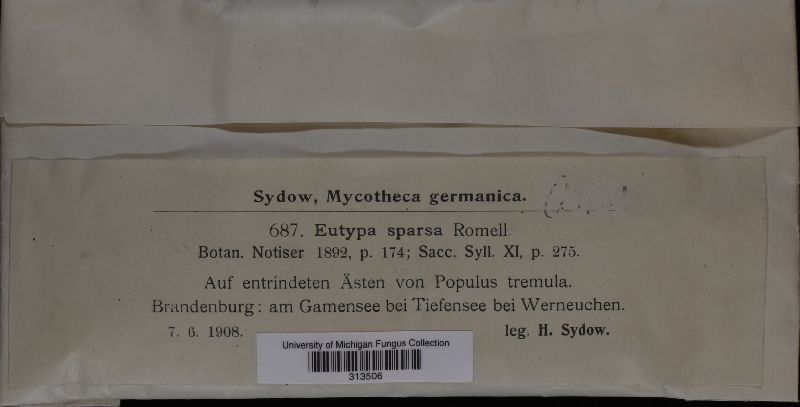 Sydow, Mycotheca germanica.
687. Eutypa sparsa Romell.
Botan. Notiser 1892, p. 174; Sacc. Syll. XI, p. 275.
Auf entrindeten Ästen von Populus tremula.
Brandenburg: am Gamensee bei Tiefensee bei Werneuchen.
7. 6. 1908. leg. H. Sydow.
University of Michigan Fungus Collection
313506